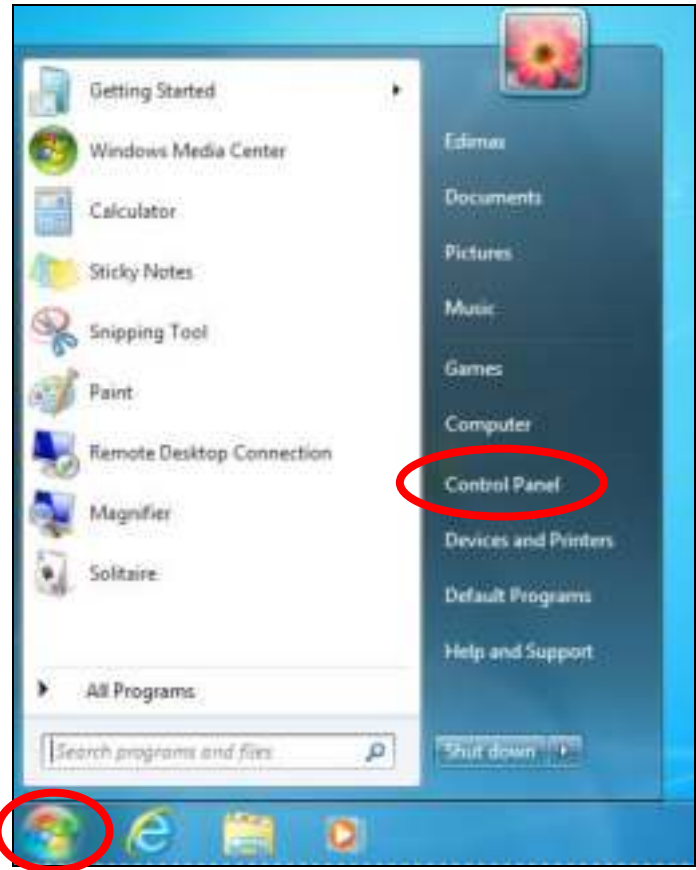 Getting Started
Windows Media Center
Calculator
Sticky Notes
Snipping Tool
Paint
Remote Desktop Connection
Magnifier
Solitaire
All Programs
Search programs and files
Edimax
Documents
Pictures
Music
Games
Computer
Control Panel
Devices and Printers
Default Programs
Help and Support
Shut down